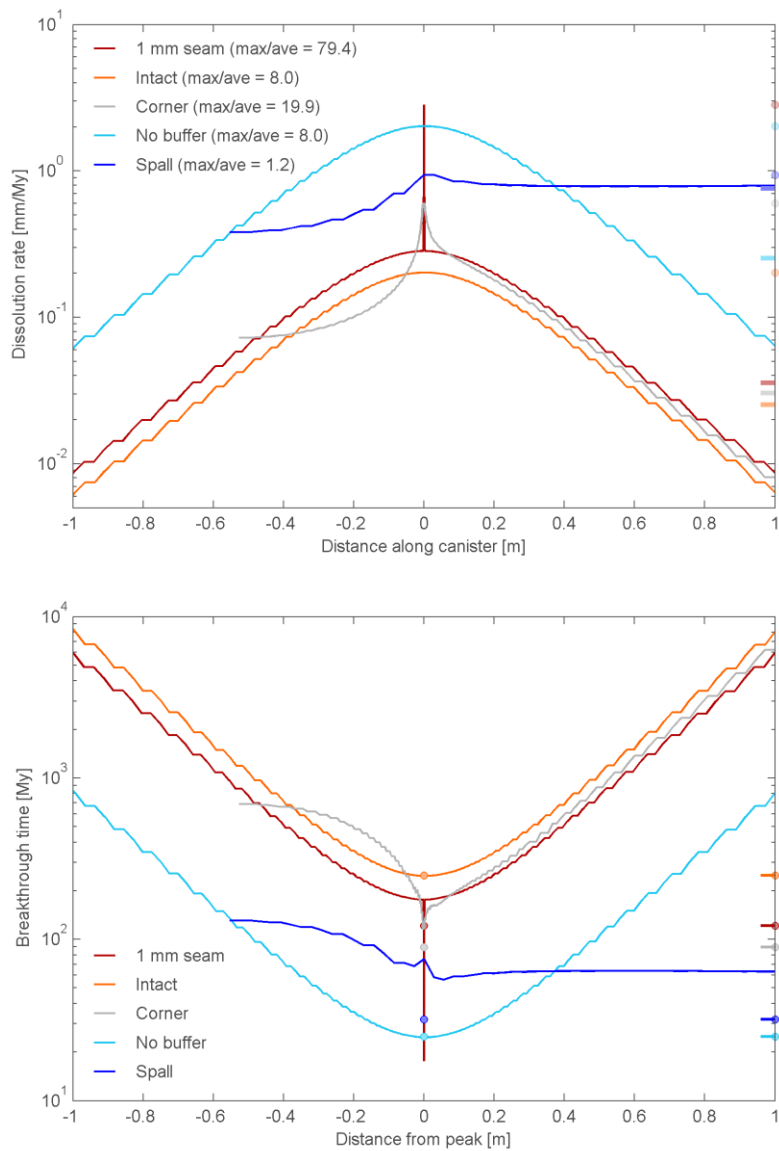 10^1
1 mm seam (max/ave = 79.4)
Intact (max/ave = 8.0)
Corner (max/ave = 19.9)
No buffer (max/ave = 8.0)
Spall (max/ave = 1.2)
10^0
10^-1
10^-2
Dissolution rate [mm/My]
-1 -0.8 -0.6 -0.4 -0.2 0 0.2 0.4 0.6 0.8 1
Distance along canister [m]
10^4
10^3
10^2
10^1
Breakthrough time [My]
1 mm seam
Intact
Corner
No buffer
Spall
-1 -0.8 -0.6 -0.4 -0.2 0 0.2 0.4 0.6 0.8 1
Distance from peak [m]